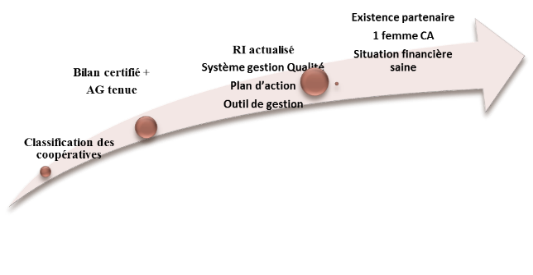 Classification des
coopératives
Bilan certifié +
AG tenue
RI actualisé
Système gestion Qualité
Plan d'action
Outil de gestion
Existence partenaire
1 femme CA
Situation financière
saine